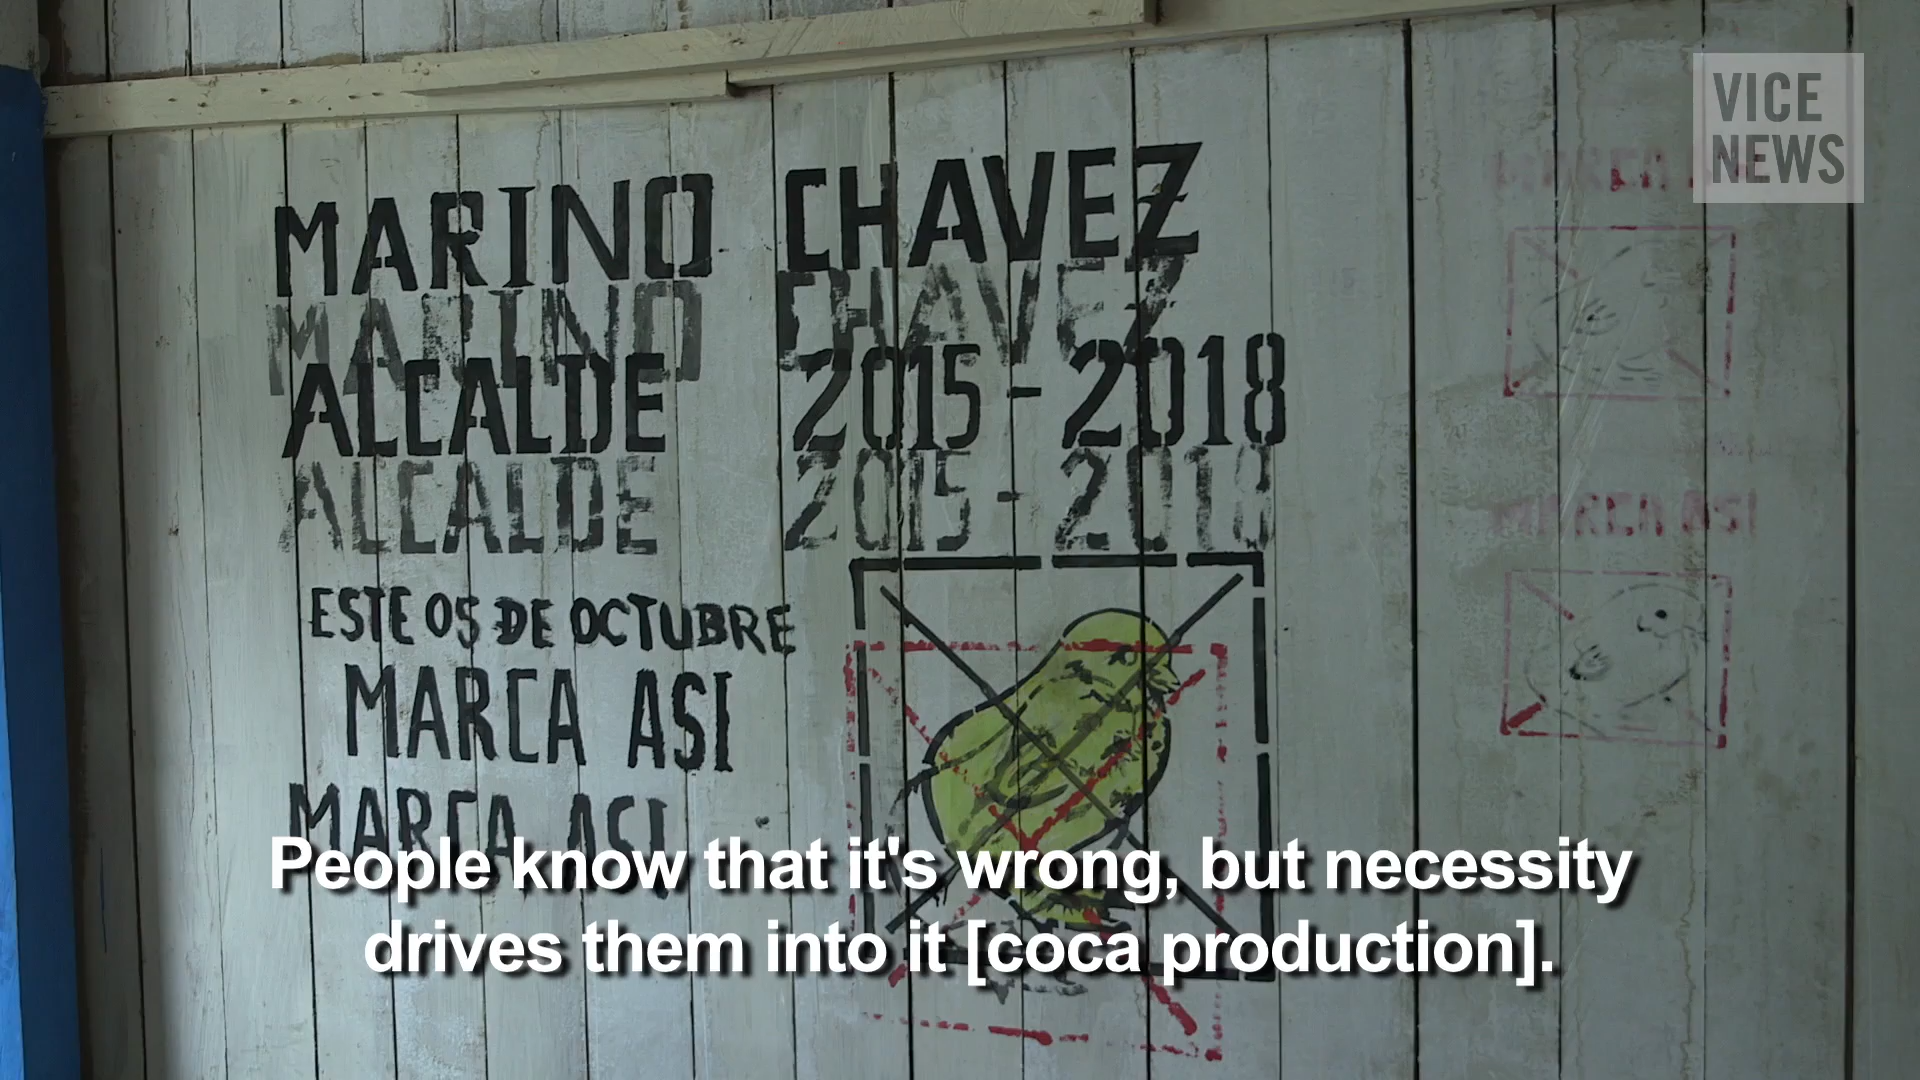 VICE
NEWS
MARINO CHAVEZ
MARINO CHAVEZ
ALCALDE 2015-2018
ALCALDE 2015-2018
ESTE 05 DE OCTUBRE
MARCA ASI
MARCA ASI
MARCA
MARCA ASI
People know that it's wrong, but necessity
drives them into it [coca production].